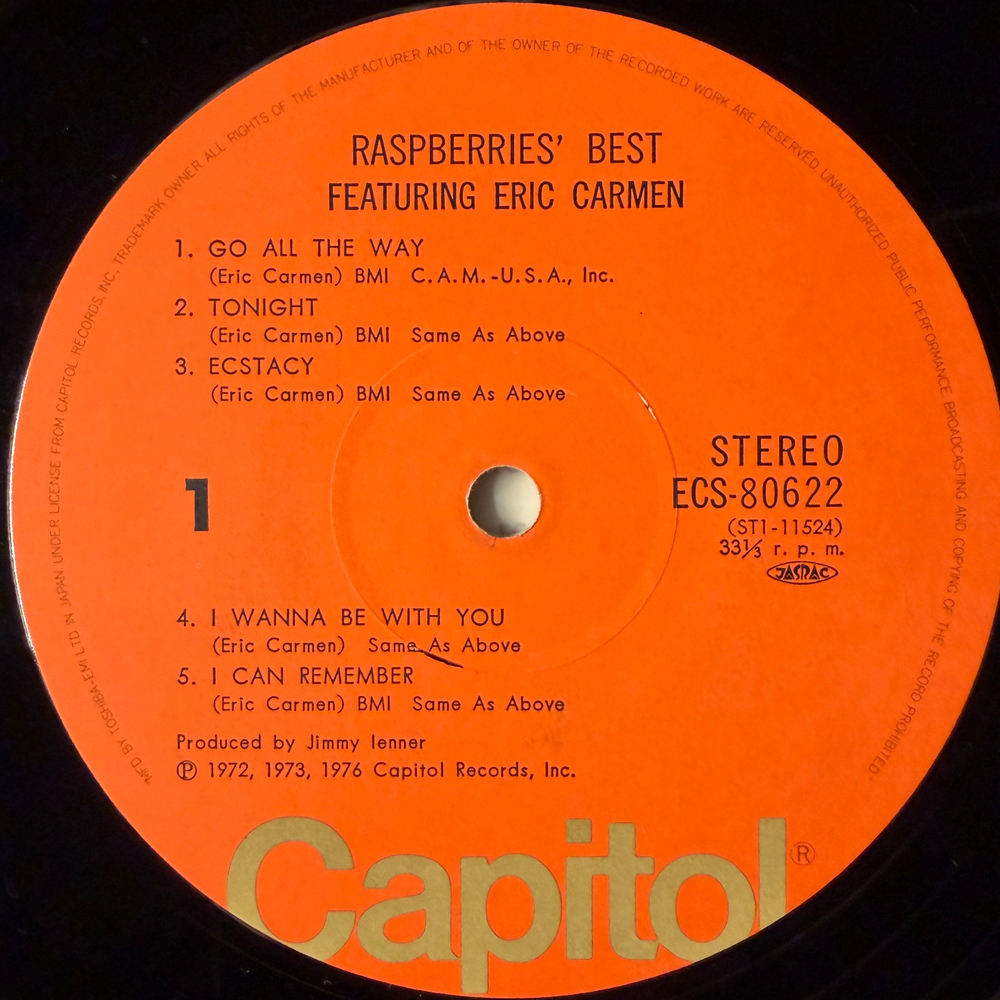 "MFD BY TOSHIBA-EMI LTD IN JAPAN UNDER LICENSE FROM CAPITOL RECORDS, INC. TRADEMARK OWNER ALL RIGHTS OF THE MANUFACTURER AND OF THE OWNER OF THE RECORDED WORK ARE RESERVED UNAUTHORIZED PUBLIC PERFORMANCE BROADCASTING AND COPYING OF THE RECORD PROHIBITED"
RASPBERRIES' BEST
FEATURING ERIC CARMEN
1. GO ALL THE WAY
(Eric Carmen) BMI C.A.M.-U.S.A., Inc.
2. TONIGHT
(Eric Carmen) BMI Same As Above
3. ECSTACY
(Eric Carmen) BMI Same As Above
1
STEREO
ECS-80622
(ST1-11524)
33⅓ r. p. m.
JASRAC
4. I WANNA BE WITH YOU
(Eric Carmen) Same As Above
5. I CAN REMEMBER
(Eric Carmen) BMI Same As Above
Produced by Jimmy Ienner
Ⓟ 1972, 1973, 1976 Capitol Records, Inc.
Capitol®